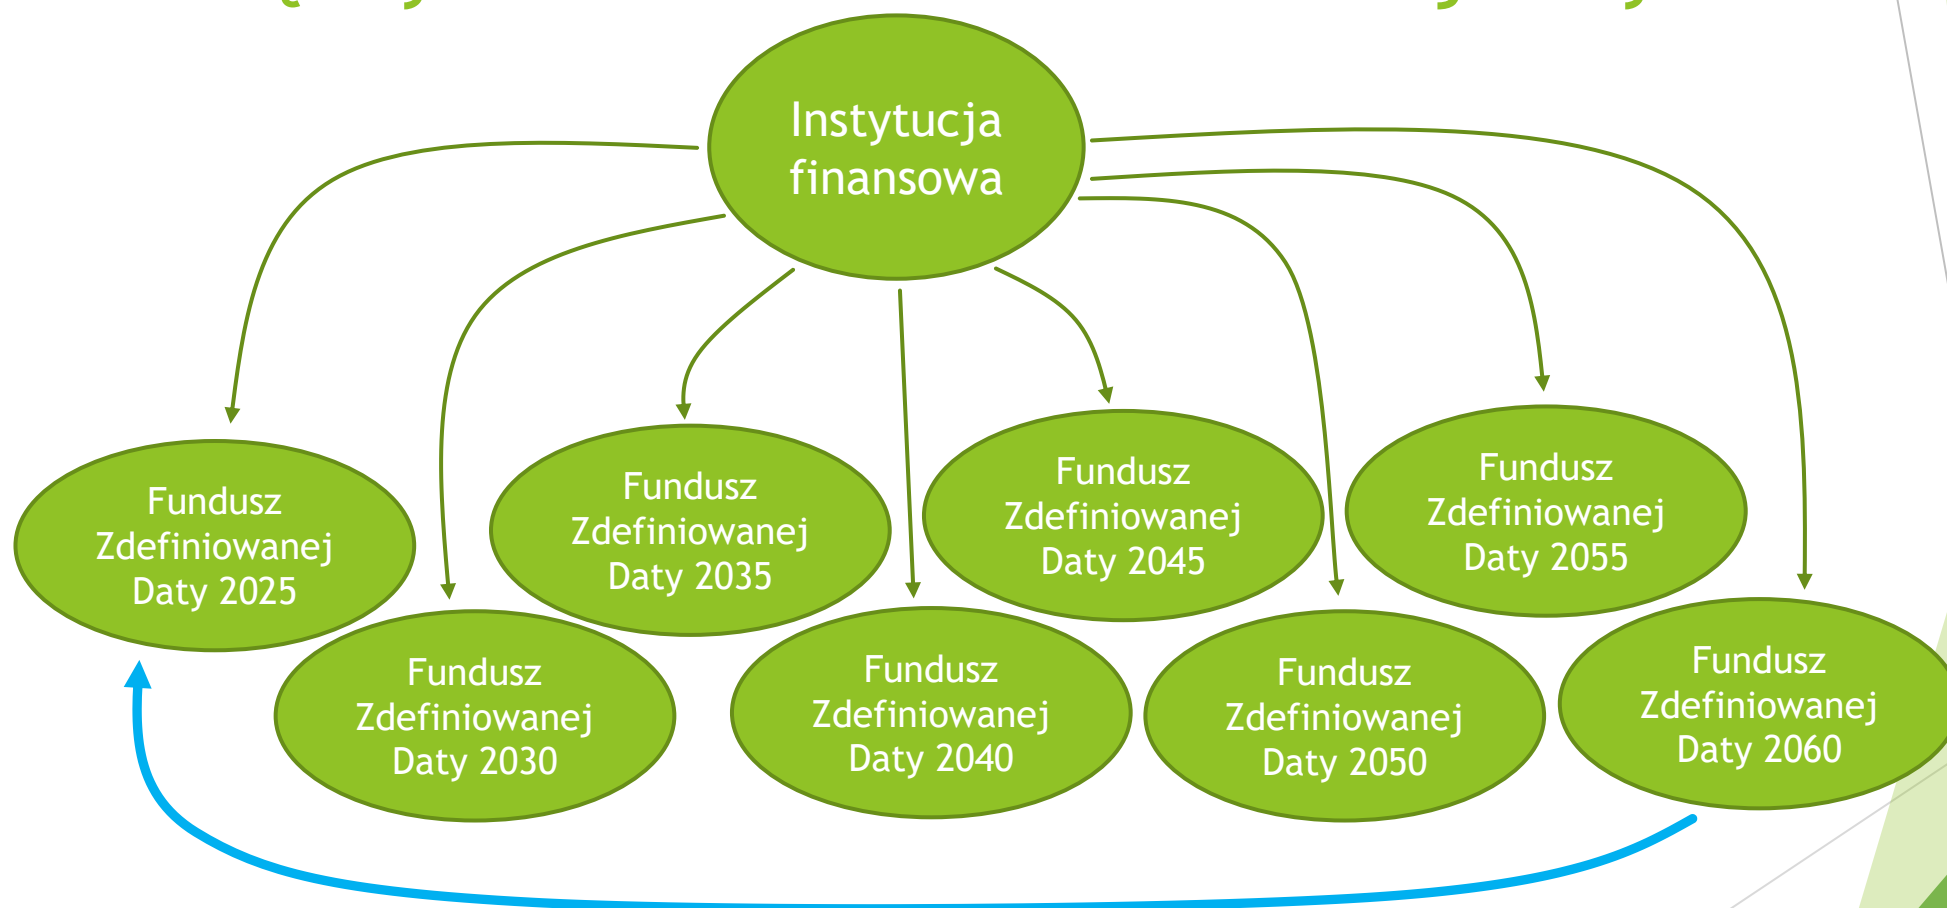 Instytucja
finansowa
Fundusz
Zdefiniowanej
Daty 2025
Fundusz
Zdefiniowanej
Daty 2030
Fundusz
Zdefiniowanej
Daty 2035
Fundusz
Zdefiniowanej
Daty 2040
Fundusz
Zdefiniowanej
Daty 2045
Fundusz
Zdefiniowanej
Daty 2050
Fundusz
Zdefiniowanej
Daty 2055
Fundusz
Zdefiniowanej
Daty 2060